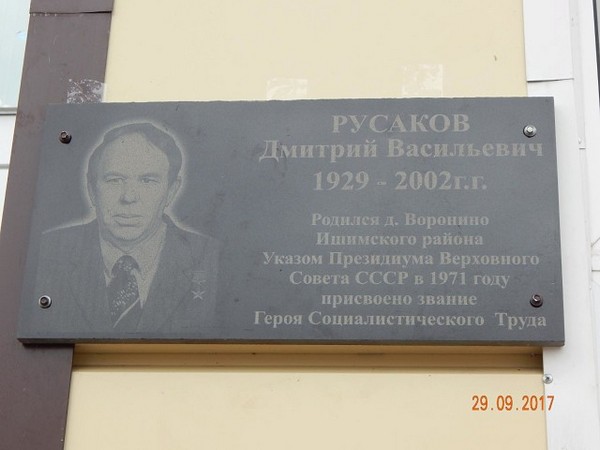 РУСАКОВ
Дмитрий Васильевич
1929 - 2002г.г.
Родился д. Воронино
Ишимского района
Указом Президиума Верховного
Совета СССР в 1971 году
присвоено звание
Героя Социалистического Труда
29.09.2017